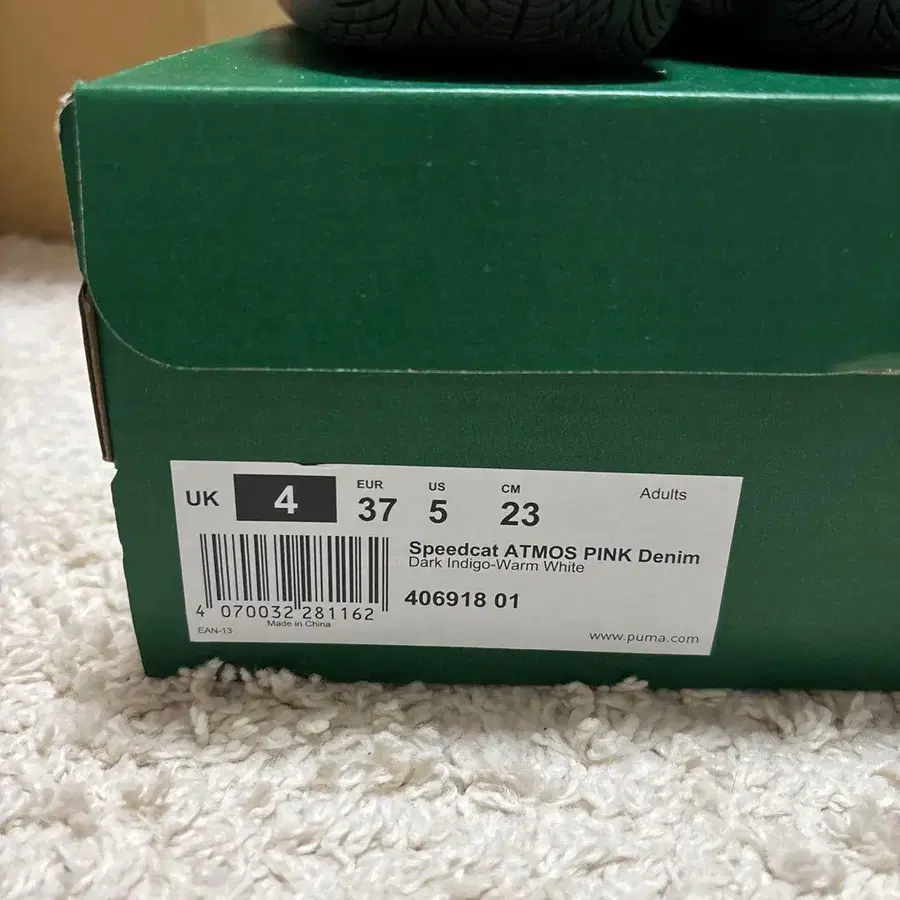 UK 4 EUR 37 US 5 CM 23 Adults
Speedcat ATMOS PINK Denim
Dark Indigo-Warm White
406918 01
4 070032 281162
Made in China
EAN-13
www.puma.com